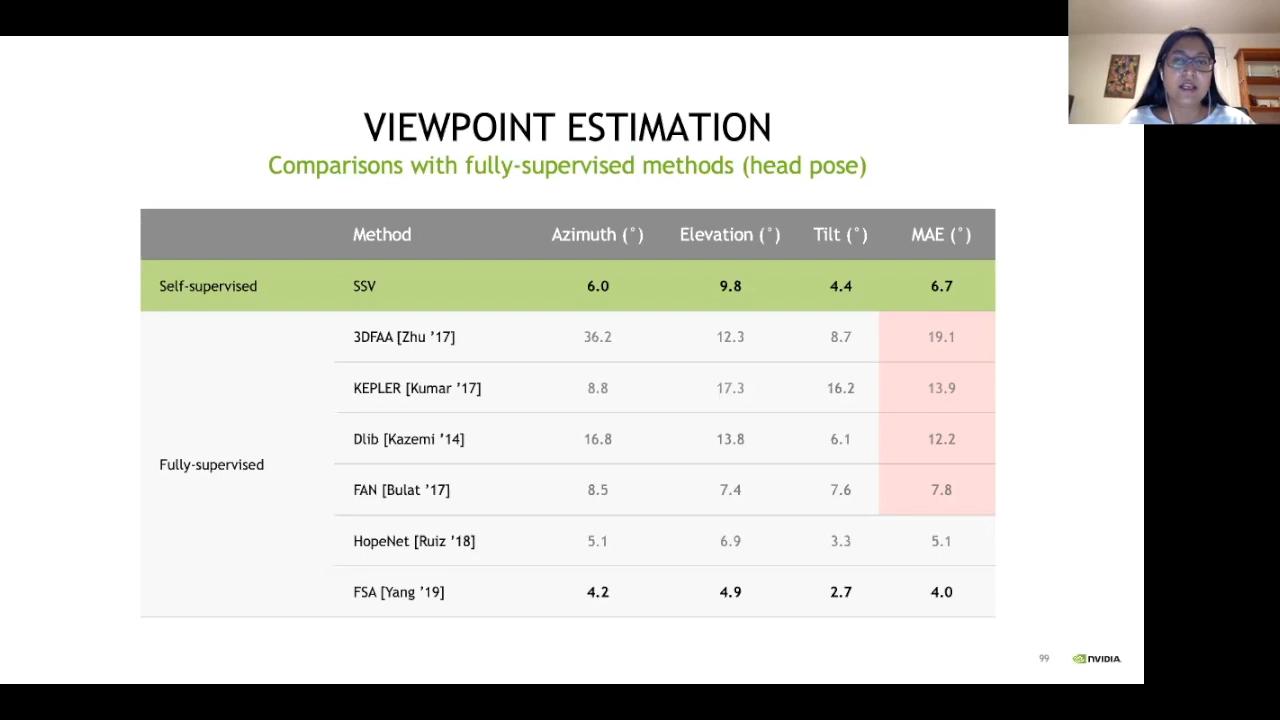 VIEWPOINT ESTIMATION
Comparisons with fully-supervised methods (head pose)
Method Azimuth (°) Elevation (°) Tilt (°) MAE (°)
Self-supervised SSV 6.0 9.8 4.4 6.7
3DFAA [Zhu ’17] 36.2 12.3 8.7 19.1
KEPLER [Kumar ’17] 8.8 17.3 16.2 13.9
Dlib [Kazemi ’14] 16.8 13.8 6.1 12.2
Fully-supervised
FAN [Bulat ’17] 8.5 7.4 7.6 7.8
HopeNet [Ruiz ’18] 5.1 6.9 3.3 5.1
FSA [Yang ’19] 4.2 4.9 2.7 4.0
99 NVIDIA.